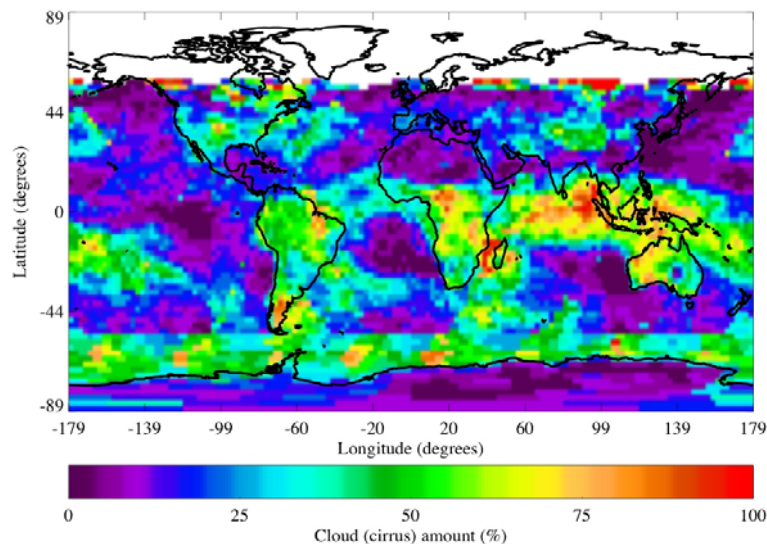 89
44
0
-44
-89
Latitude (degrees)
-179 -139 -99 -60 -20 20 60 99 139 179
Longitude (degrees)
0 25 50 75 100
Cloud (cirrus) amount (%)